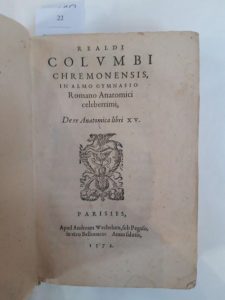 22
REALDI
COLVMBI
CHREMONENSIS,
IN ALMO GYMNASIO
Romano Anatomici
celeberrimi,
De re Anatomica libri XV.
PARISIIS,
Apud Andream Wechelum, sub Pegaso,
in vico Bellouaco: Anno salutis,
1572.